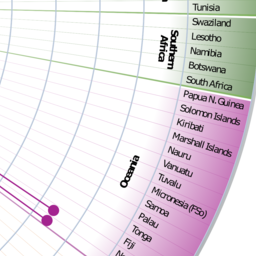 Tunisia
Swaziland
Lesotho
Namibia
Botswana
South Africa
Southern
Africa
Papua N. Guinea
Solomon Islands
Kiribati
Marshall Islands
Nauru
Vanuatu
Tuvalu
Micronesia (FSo)
Samoa
Palau
Tonga
Fiji
Oceania